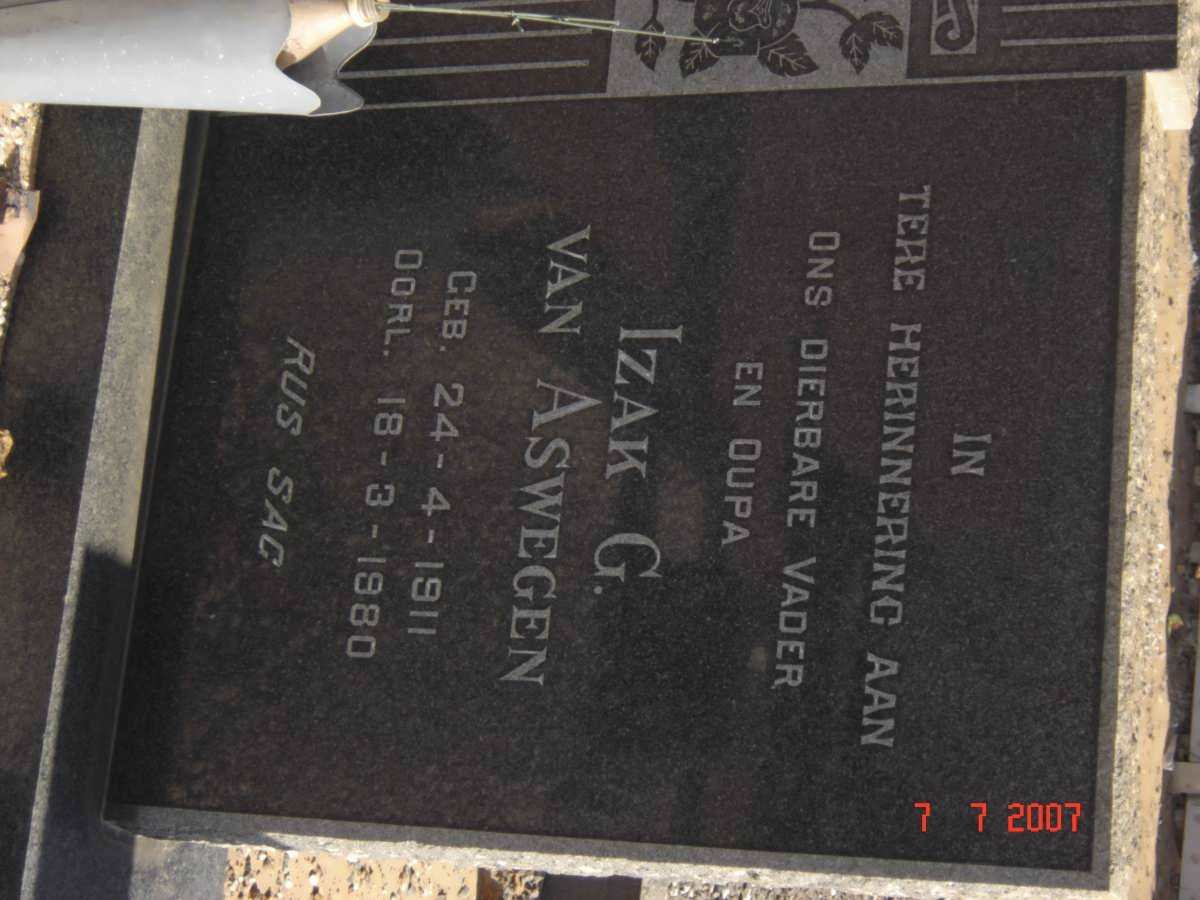 IN
TERE HERINNERING AAN
ONS DIERBARE VADER
EN OUPA
IZAK G.
VAN ASWEGEN
GEB. 24-4-1911
OORL. 18-3-1980
RUS SAG
7 7 2007